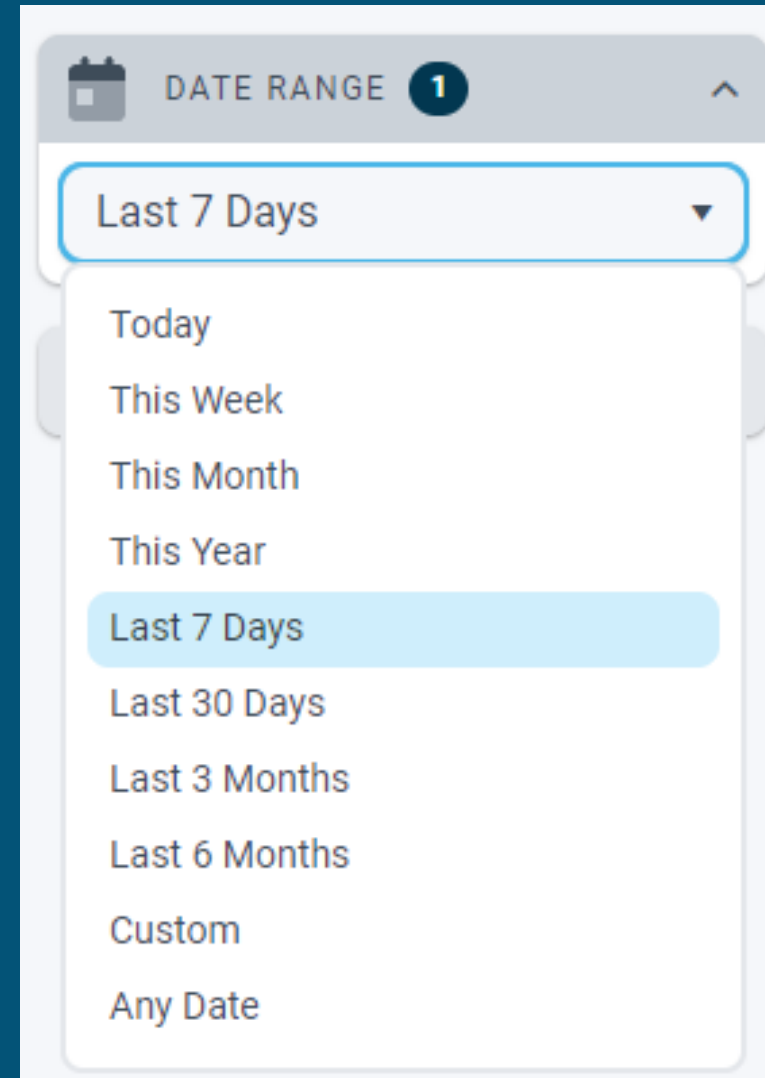 DATE RANGE 1
Last 7 Days
Today
This Week
This Month
This Year
Last 7 Days
Last 30 Days
Last 3 Months
Last 6 Months
Custom
Any Date